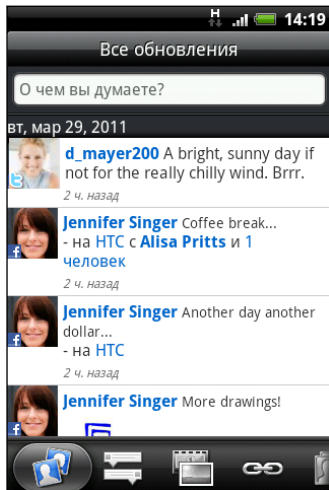 H 14:19
Все обновления
О чем вы думаете?
вт, мар 29, 2011
d_mayer200 A bright, sunny day if
not for the really chilly wind. Brrr.
2 ч. назад
Jennifer Singer Coffee break...
- на HTC с Alisa Pritts и 1
человек
2 ч. назад
Jennifer Singer Another day another
dollar...
- на HTC
2 ч. назад
Jennifer Singer More drawings!